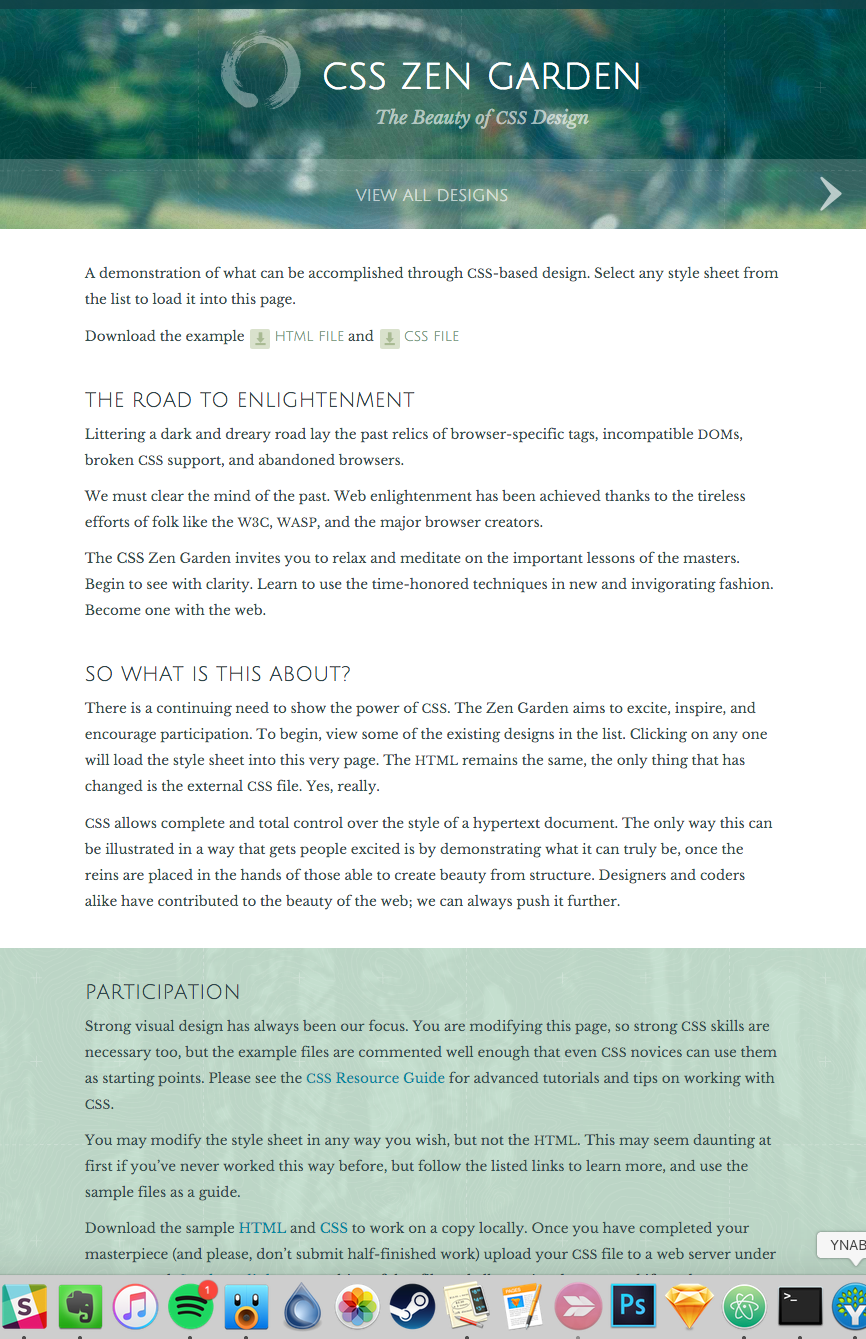 CSS ZEN GARDEN
The Beauty of CSS Design
VIEW ALL DESIGNS
A demonstration of what can be accomplished through CSS-based design. Select any style sheet from
the list to load it into this page.
Download the example HTML FILE and CSS FILE
THE ROAD TO ENLIGHTENMENT
Littering a dark and dreary road lay the past relics of browser-specific tags, incompatible DOMs,
broken CSS support, and abandoned browsers.
We must clear the mind of the past. Web enlightenment has been achieved thanks to the tireless
efforts of folk like the W3C, WASP, and the major browser creators.
The CSS Zen Garden invites you to relax and meditate on the important lessons of the masters.
Begin to see with clarity. Learn to use the time-honored techniques in new and invigorating fashion.
Become one with the web.
SO WHAT IS THIS ABOUT?
There is a continuing need to show the power of CSS. The Zen Garden aims to excite, inspire, and
encourage participation. To begin, view some of the existing designs in the list. Clicking on any one
will load the style sheet into this very page. The HTML remains the same, the only thing that has
changed is the external CSS file. Yes, really.
CSS allows complete and total control over the style of a hypertext document. The only way this can
be illustrated in a way that gets people excited is by demonstrating what it can truly be, once the
reins are placed in the hands of those able to create beauty from structure. Designers and coders
alike have contributed to the beauty of the web; we can always push it further.
PARTICIPATION
Strong visual design has always been our focus. You are modifying this page, so strong CSS skills are
necessary too, but the example files are commented well enough that even CSS novices can use them
as starting points. Please see the CSS Resource Guide for advanced tutorials and tips on working with
CSS.
You may modify the style sheet in any way you wish, but not the HTML. This may seem daunting at
first if you’ve never worked this way before, but follow the listed links to learn more, and use the
sample files as a guide.
Download the sample HTML and CSS to work on a copy locally. Once you have completed your
masterpiece (and please, don’t submit half-finished work) upload your CSS file to a web server under
YNAB
S
1
PAGES
Ps
>_